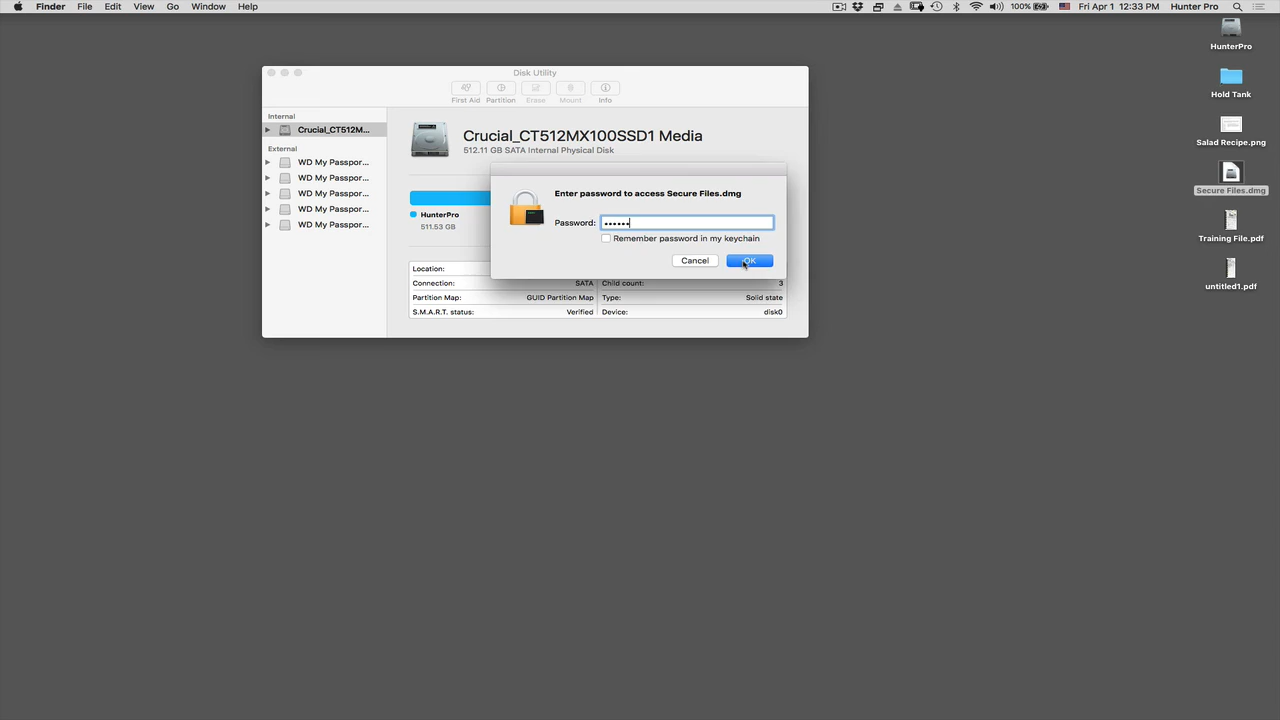 Finder File Edit View Go Window Help 100% Fri Apr 1 12:33 PM Hunter Pro
HunterPro
Hold Tank
Salad Recipe.png
Secure Files.dmg
Training File.pdf
untitled1.pdf
Disk Utility
First Aid Partition Erase Mount Info
Internal
Crucial_CT512M...
External
WD My Passpor...
WD My Passpor...
WD My Passpor...
WD My Passpor...
WD My Passpor...
Crucial_CT512MX100SSD1 Media
512.11 GB SATA Internal Physical Disk
HunterPro
511.53 GB
Enter password to access Secure Files.dmg
Password: ••••••
Remember password in my keychain
Cancel OK
Location:
Connection: SATA Child count: 3
Partition Map: GUID Partition Map Type: Solid state
S.M.A.R.T. status: Verified Device: disk0